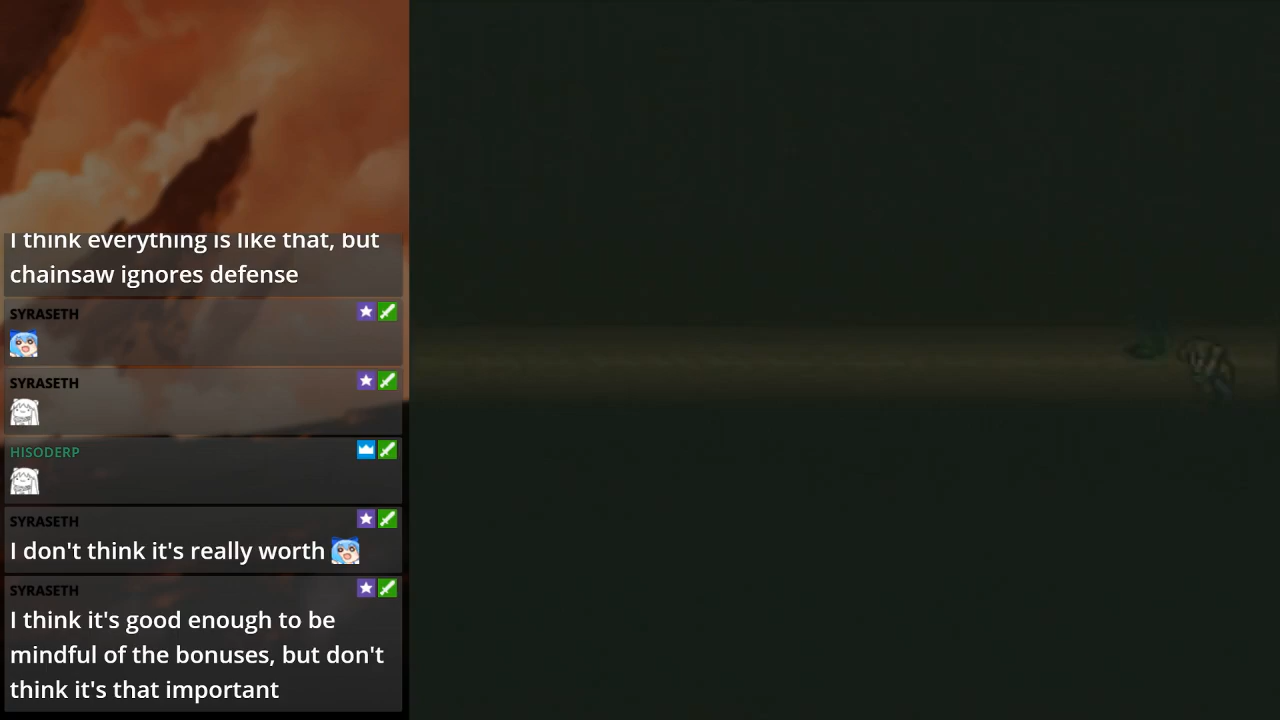 I think everything is like that, but
chainsaw ignores defense
SYRASETH
SYRASETH
HISODERP
SYRASETH
I don't think it's really worth
SYRASETH
I think it's good enough to be
mindful of the bonuses, but don't
think it's that important